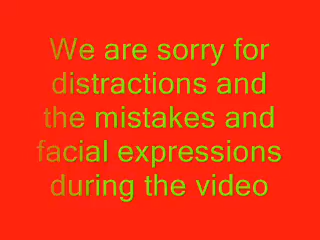 We are sorry for
distractions and
the mistakes and
facial expressions
during the video